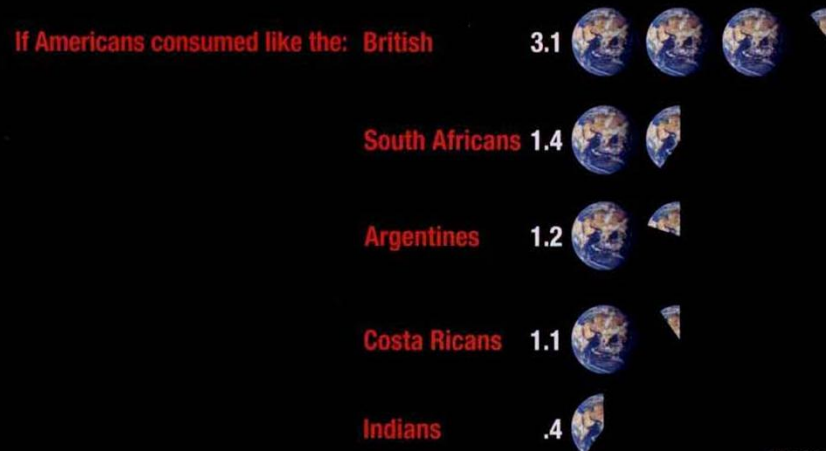 If Americans consumed like the: British 3.1
South Africans 1.4
Argentines 1.2
Costa Ricans 1.1
Indians .4